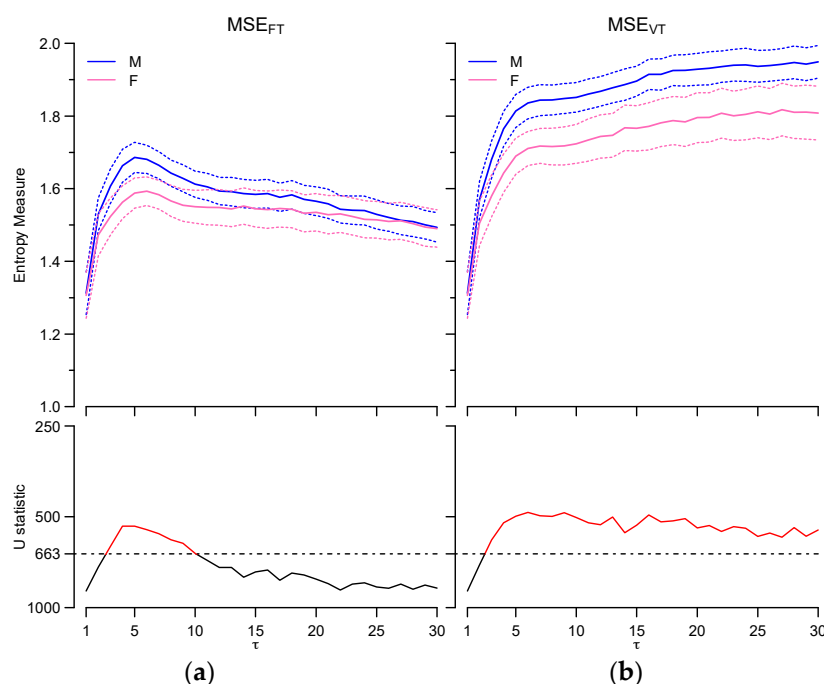 MSE_FT MSE_VT
M M
F F
Entropy Measure
2.0
1.8
1.6
1.4
1.2
1.0
U statistic
250
500
663
1000
1 5 10 15 20 25 30 1 5 10 15 20 25 30
τ τ
(a) (b)